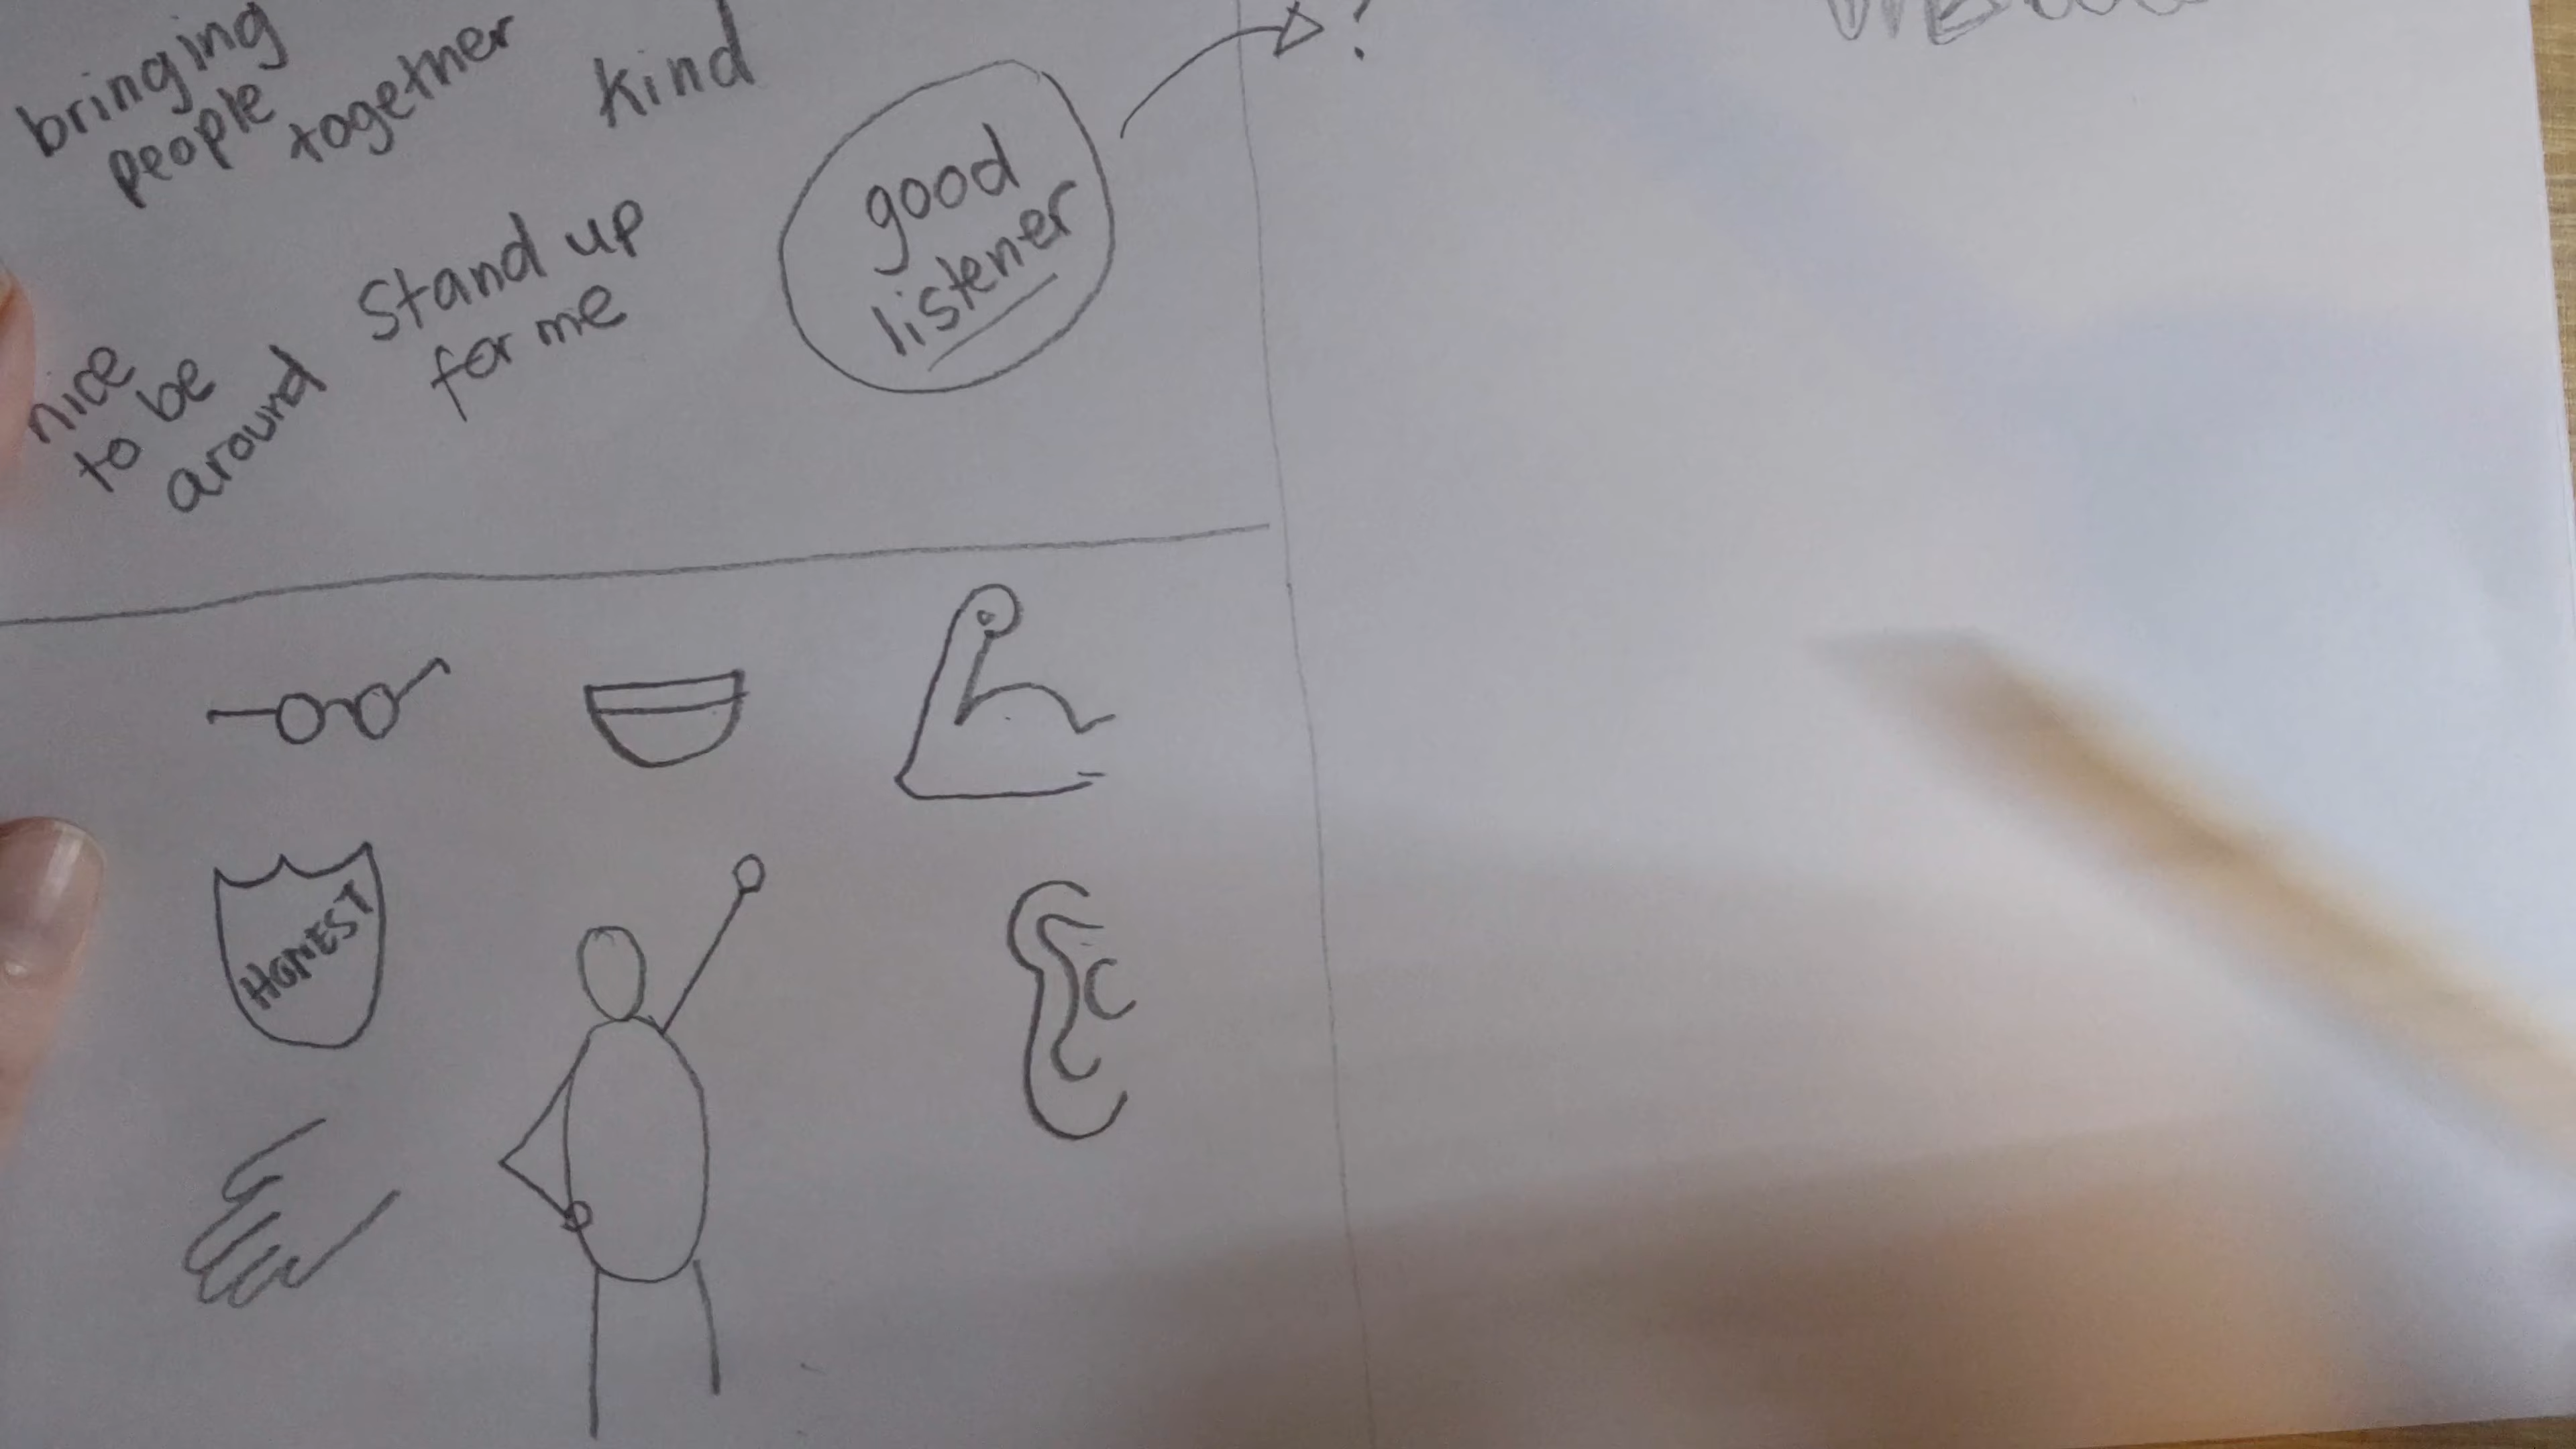 bringing
people
together
kind
?
good
listener
Stand up
for me
nice
to be
around
HONEST